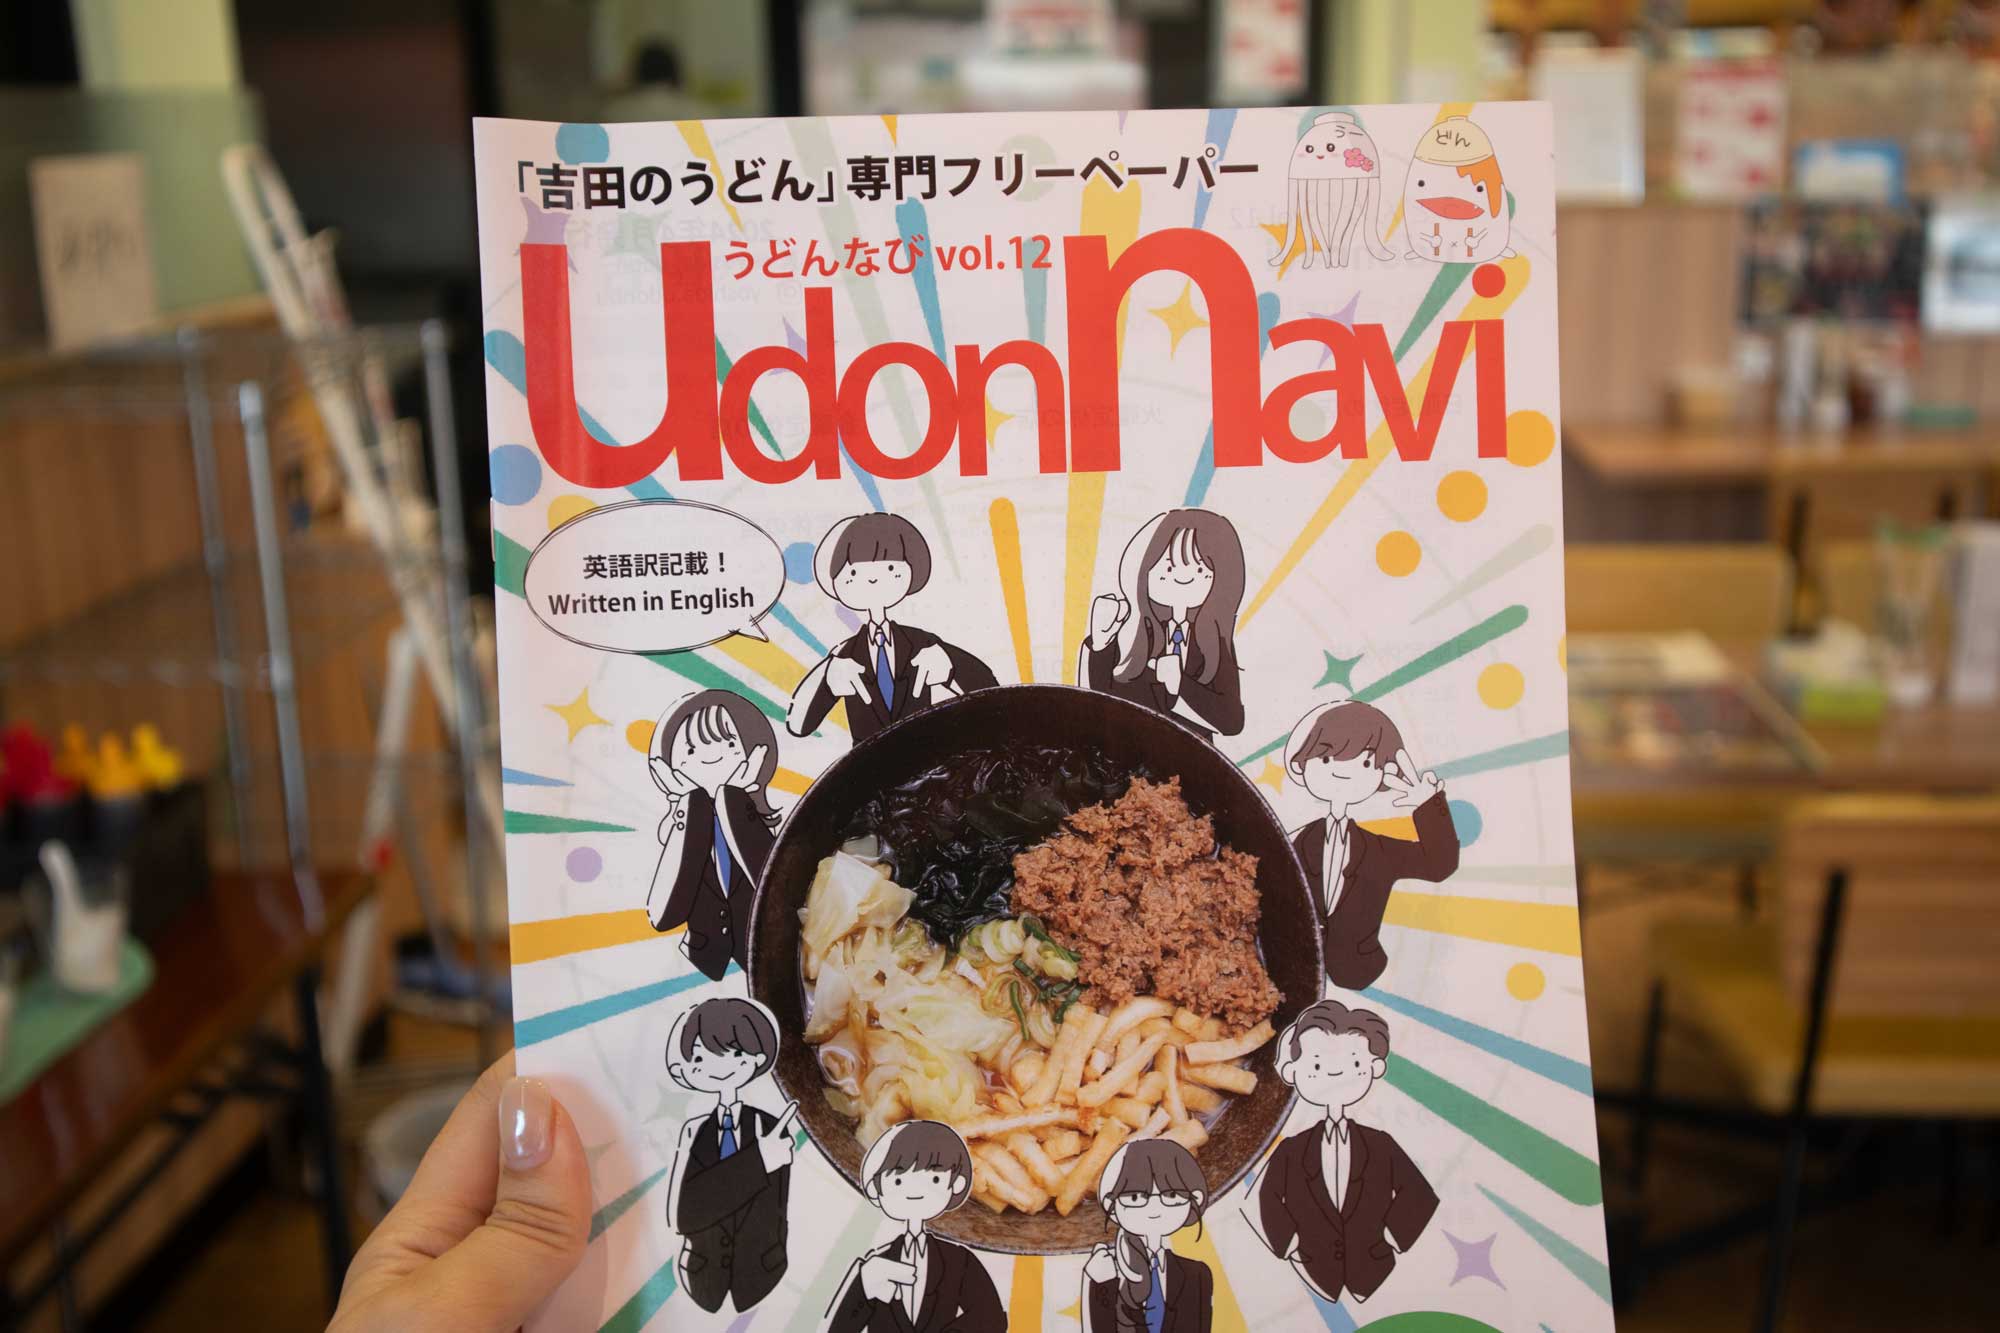 「吉田のうどん」専門フリーペーパー
うー
どん
うどんなび vol.12
udonnavi
英語訳記載！
Written in English